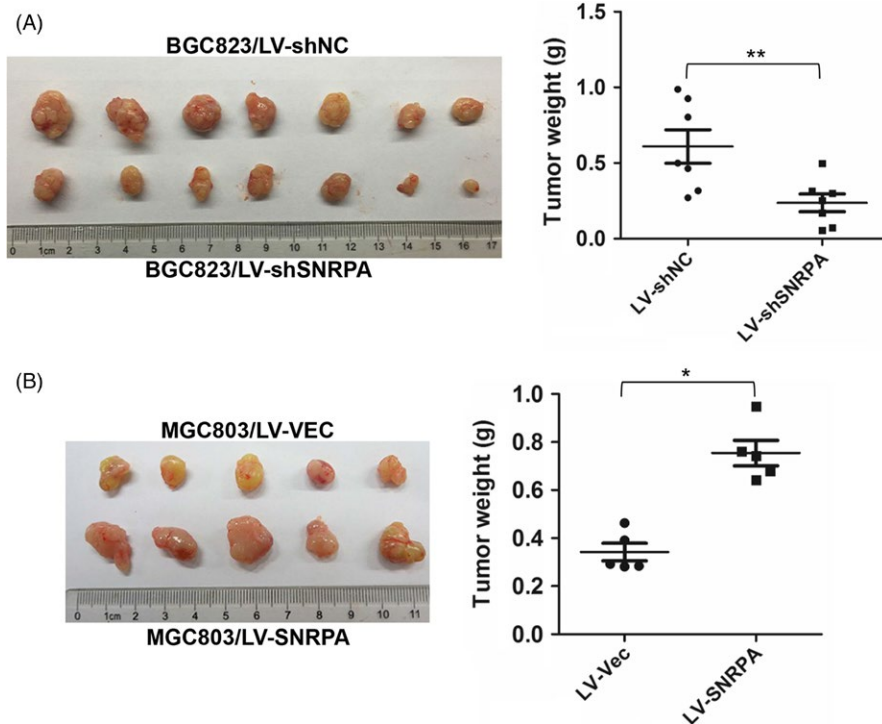 (A)
BGC823/LV-shNC
0 1cm 2 3 4 5 6 7 8 9 10 11 12 13 14 15 16 17
BGC823/LV-shSNRPA
Tumor weight (g)
1.5
1.0
0.5
0.0
**
LV-shNC
LV-shSNRPA
(B)
MGC803/LV-VEC
0 1cm 2 3 4 5 6 7 8 9 10 11
MGC803/LV-SNRPA
Tumor weight (g)
1.0
0.8
0.6
0.4
0.2
0.0
*
LV-Vec
LV-SNRPA